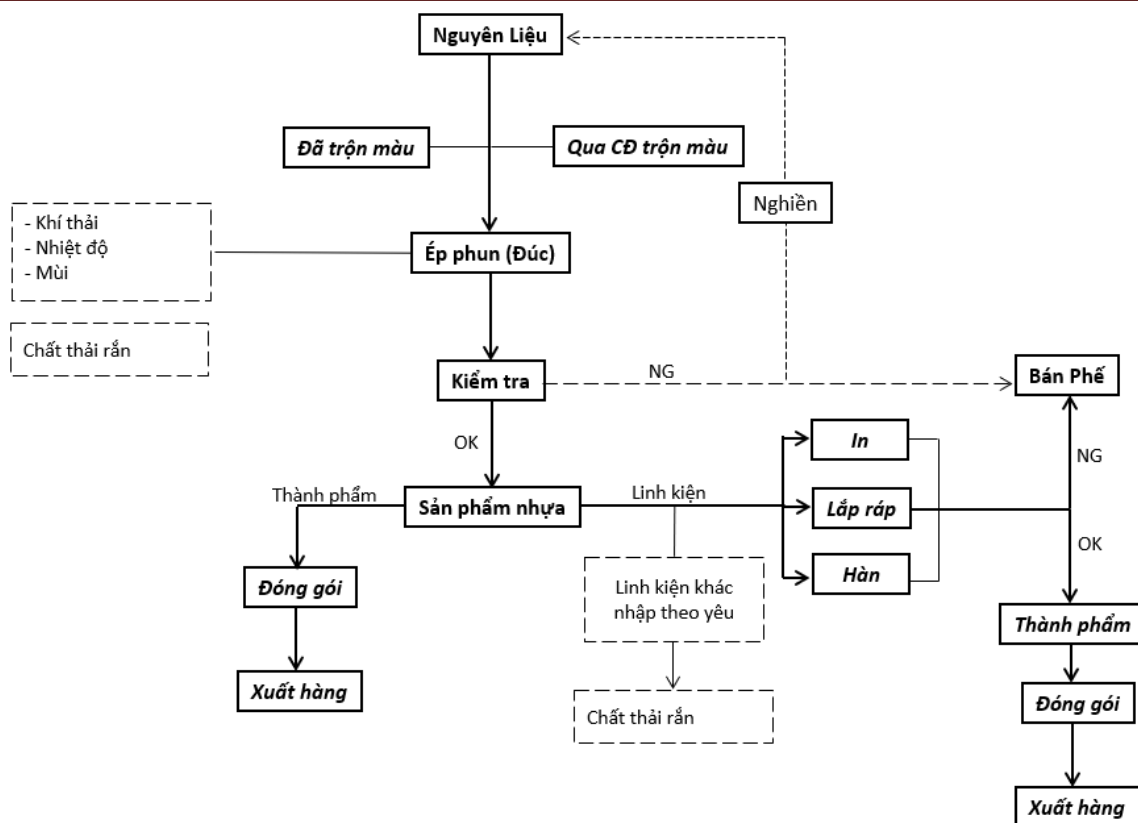 Nguyên Liệu
Đã trộn màu
Qua CĐ trộn màu
Nghiền
- Khí thải
- Nhiệt độ
- Mùi
Ép phun (Đúc)
Chất thải rắn
Kiểm tra
NG
Bán Phế
OK
In
NG
Thành phẩm
Sản phẩm nhựa
Linh kiện
Lắp ráp
OK
Đóng gói
Linh kiện khác
nhập theo yêu
Hàn
Thành phẩm
Xuất hàng
Chất thải rắn
Đóng gói
Xuất hàng